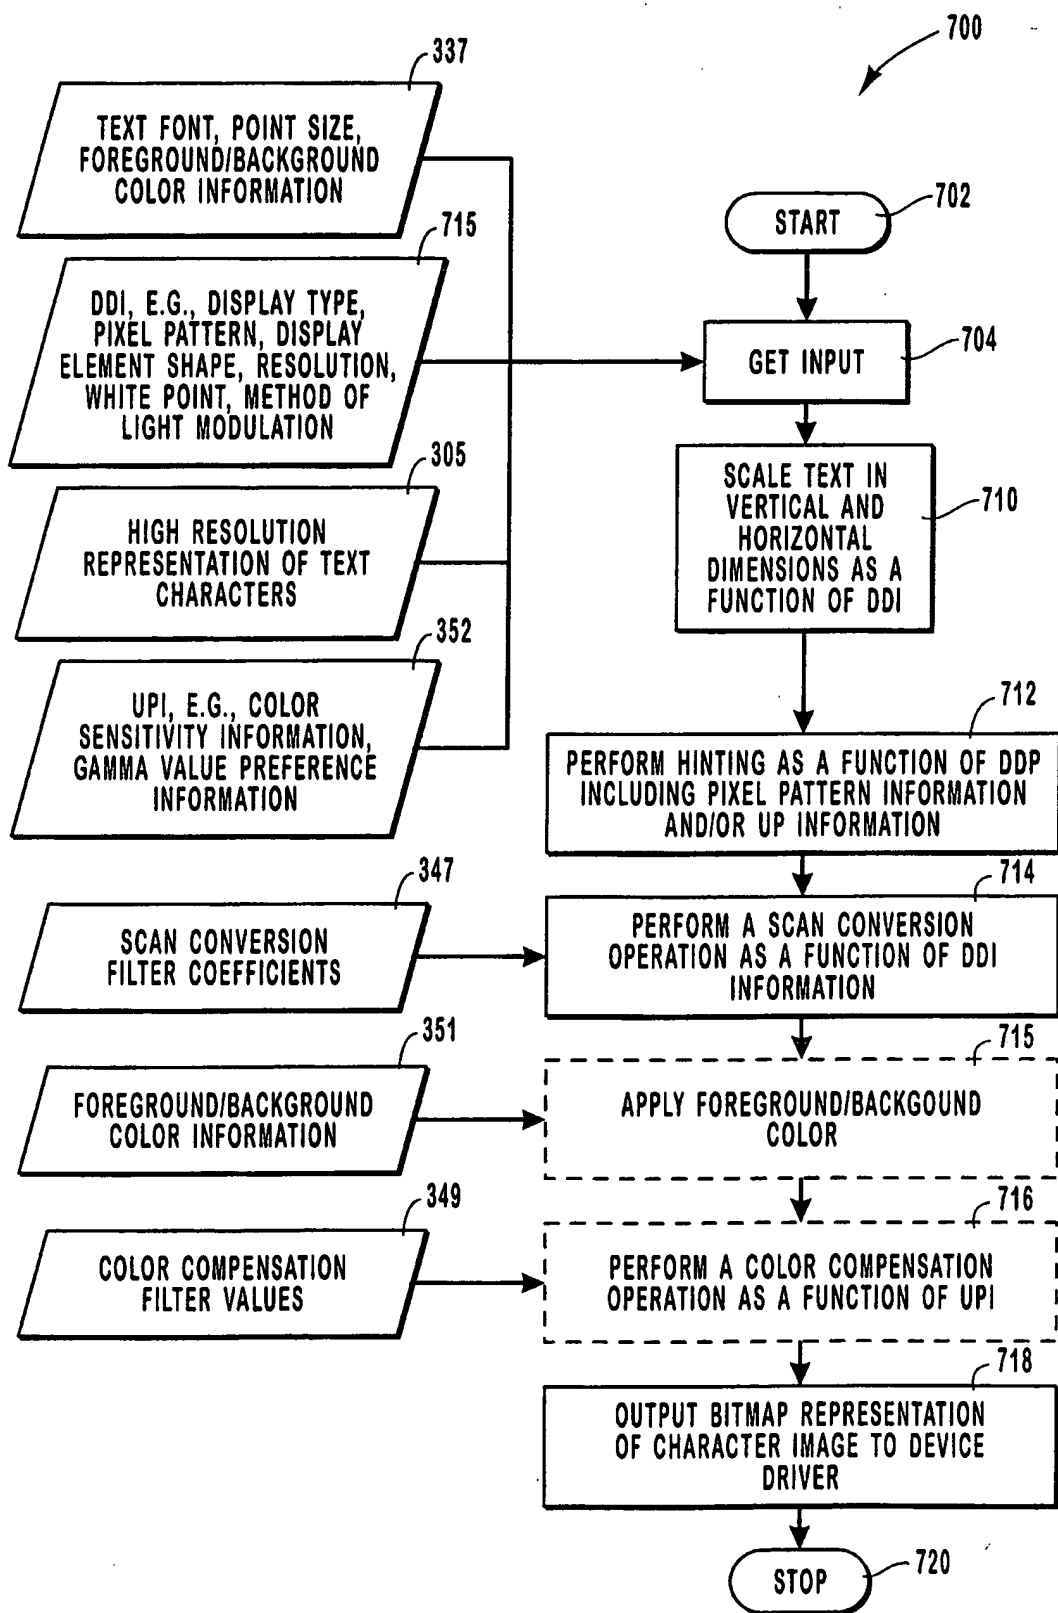 700
337
TEXT FONT, POINT SIZE,
FOREGROUND/BACKGROUND
COLOR INFORMATION
702
START
715
DDI, E.G., DISPLAY TYPE,
PIXEL PATTERN, DISPLAY
ELEMENT SHAPE, RESOLUTION,
WHITE POINT, METHOD OF
LIGHT MODULATION
704
GET INPUT
305
HIGH RESOLUTION
REPRESENTATION OF TEXT
CHARACTERS
710
SCALE TEXT IN
VERTICAL AND
HORIZONTAL
DIMENSIONS AS A
FUNCTION OF DDI
352
UPI, E.G., COLOR
SENSITIVITY INFORMATION,
GAMMA VALUE PREFERENCE
INFORMATION
712
PERFORM HINTING AS A FUNCTION OF DDP
INCLUDING PIXEL PATTERN INFORMATION
AND/OR UP INFORMATION
347
SCAN CONVERSION
FILTER COEFFICIENTS
714
PERFORM A SCAN CONVERSION
OPERATION AS A FUNCTION OF DDI
INFORMATION
351
FOREGROUND/BACKGROUND
COLOR INFORMATION
715
APPLY FOREGROUND/BACKGOUND
COLOR
349
COLOR COMPENSATION
FILTER VALUES
716
PERFORM A COLOR COMPENSATION
OPERATION AS A FUNCTION OF UPI
718
OUTPUT BITMAP REPRESENTATION
OF CHARACTER IMAGE TO DEVICE
DRIVER
720
STOP